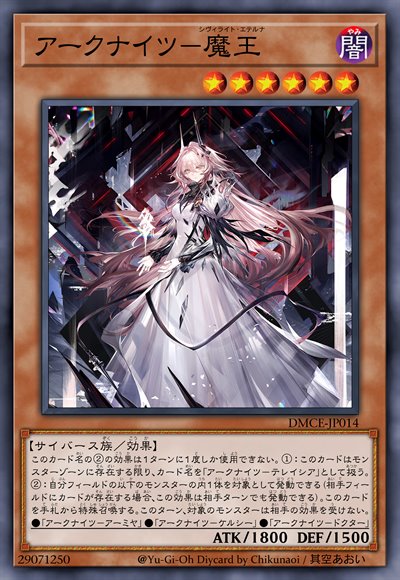 シヴィライト・エテルナ
アークナイツ－魔王
やみ
闇
DMCE-JP014
【サイバース族／効果】
このカード名の②の効果は1ターンに1度しか使用できない。①：このカードはモ
ンスターゾーンに存在する限り、カード名を「アークナイツ－テレイシア」として扱う。
②：自分フィールドの以下のモンスターの内1体を対象として発動できる（相手フィ
ールドにカードが存在する場合、この効果は相手ターンでも発動できる）。このカード
を手札から特殊召喚する。このターン、対象のモンスターは相手の効果を受けない。
●「アークナイツ－アーミヤ」●「アークナイツ－ケルシー」●「アークナイツ－ドクター」
ATK/1800 DEF/1500
29071250
@Yu-Gi-Oh Diycard by Chikunaoi / 其空あおい